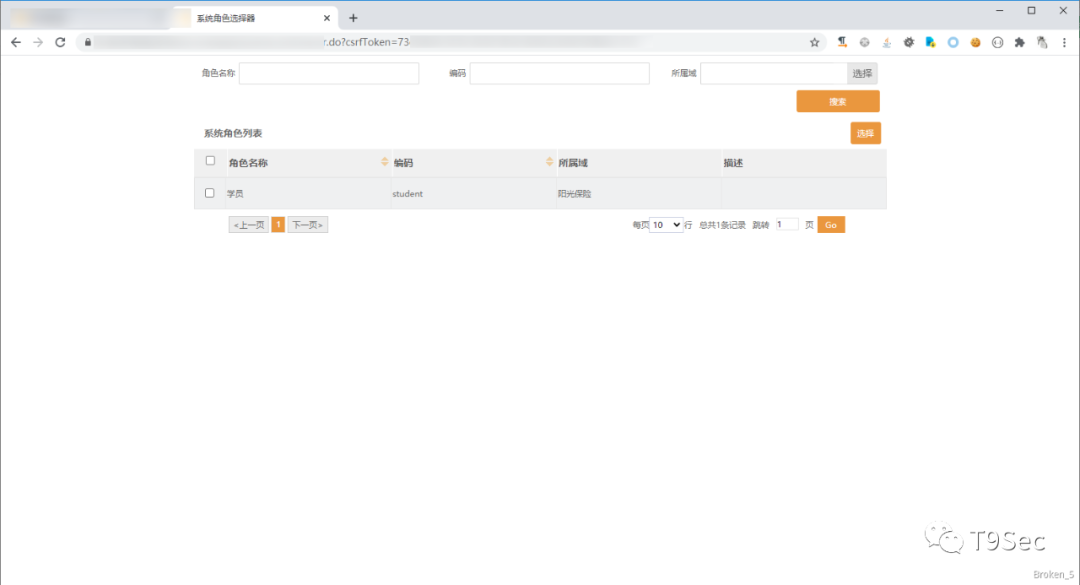 系统角色选择器
r.do?csrfToken=73
角色名称 编码 所属域 选择
搜索
系统角色列表 选择
角色名称 编码 所属域 描述
学员 student 阳光保险
<上一页 1 下一页> 每页 10 行 总共1条记录 跳转 1 页 Go
T9Sec
Broken_5